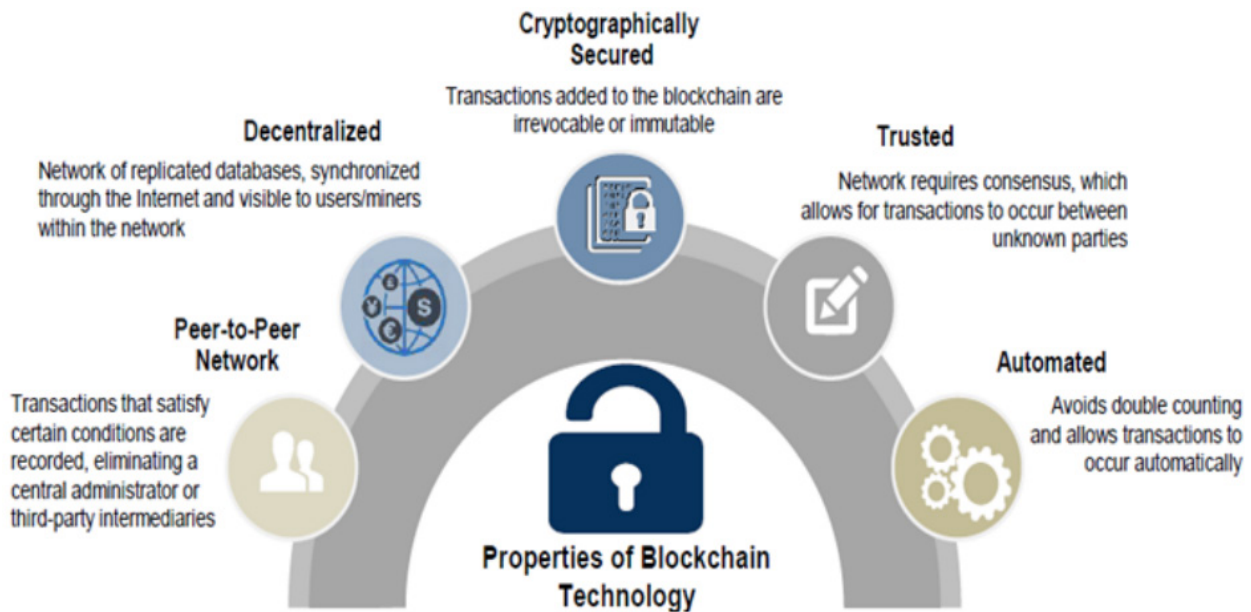 Cryptographically
Secured
Transactions added to the blockchain are
irrevocable or immutable
Decentralized
Network of replicated databases, synchronized
through the Internet and visible to users/miners
within the network
Trusted
Network requires consensus, which
allows for transactions to occur between
unknown parties
Peer-to-Peer
Network
Transactions that satisfy
certain conditions are
recorded, eliminating a
central administrator or
third-party intermediaries
Automated
Avoids double counting
and allows transactions to
occur automatically
£
¥
€
$
Properties of Blockchain
Technology